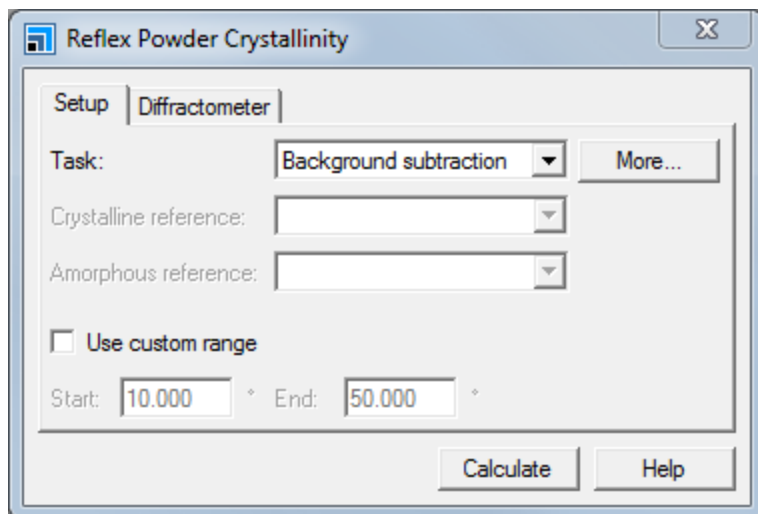 Reflex Powder Crystallinity
Setup Diffractometer
Task: Background subtraction More...
Crystalline reference:
Amorphous reference:
Use custom range
Start: 10.000 ° End: 50.000 °
Calculate Help